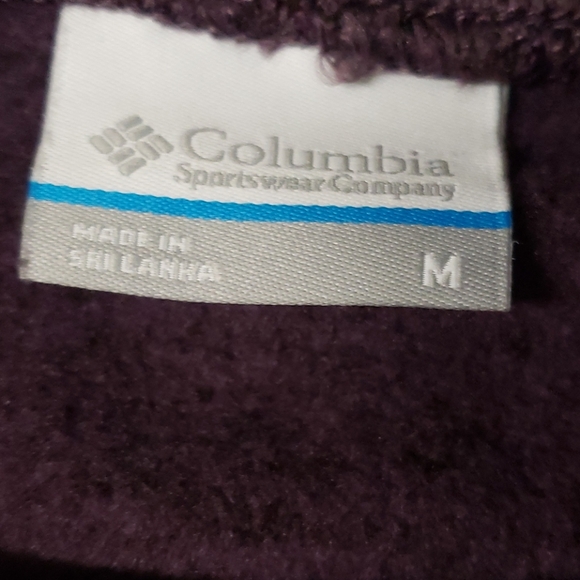 Columbia
Sportswear Company
MADE IN
SRI LANKA
M